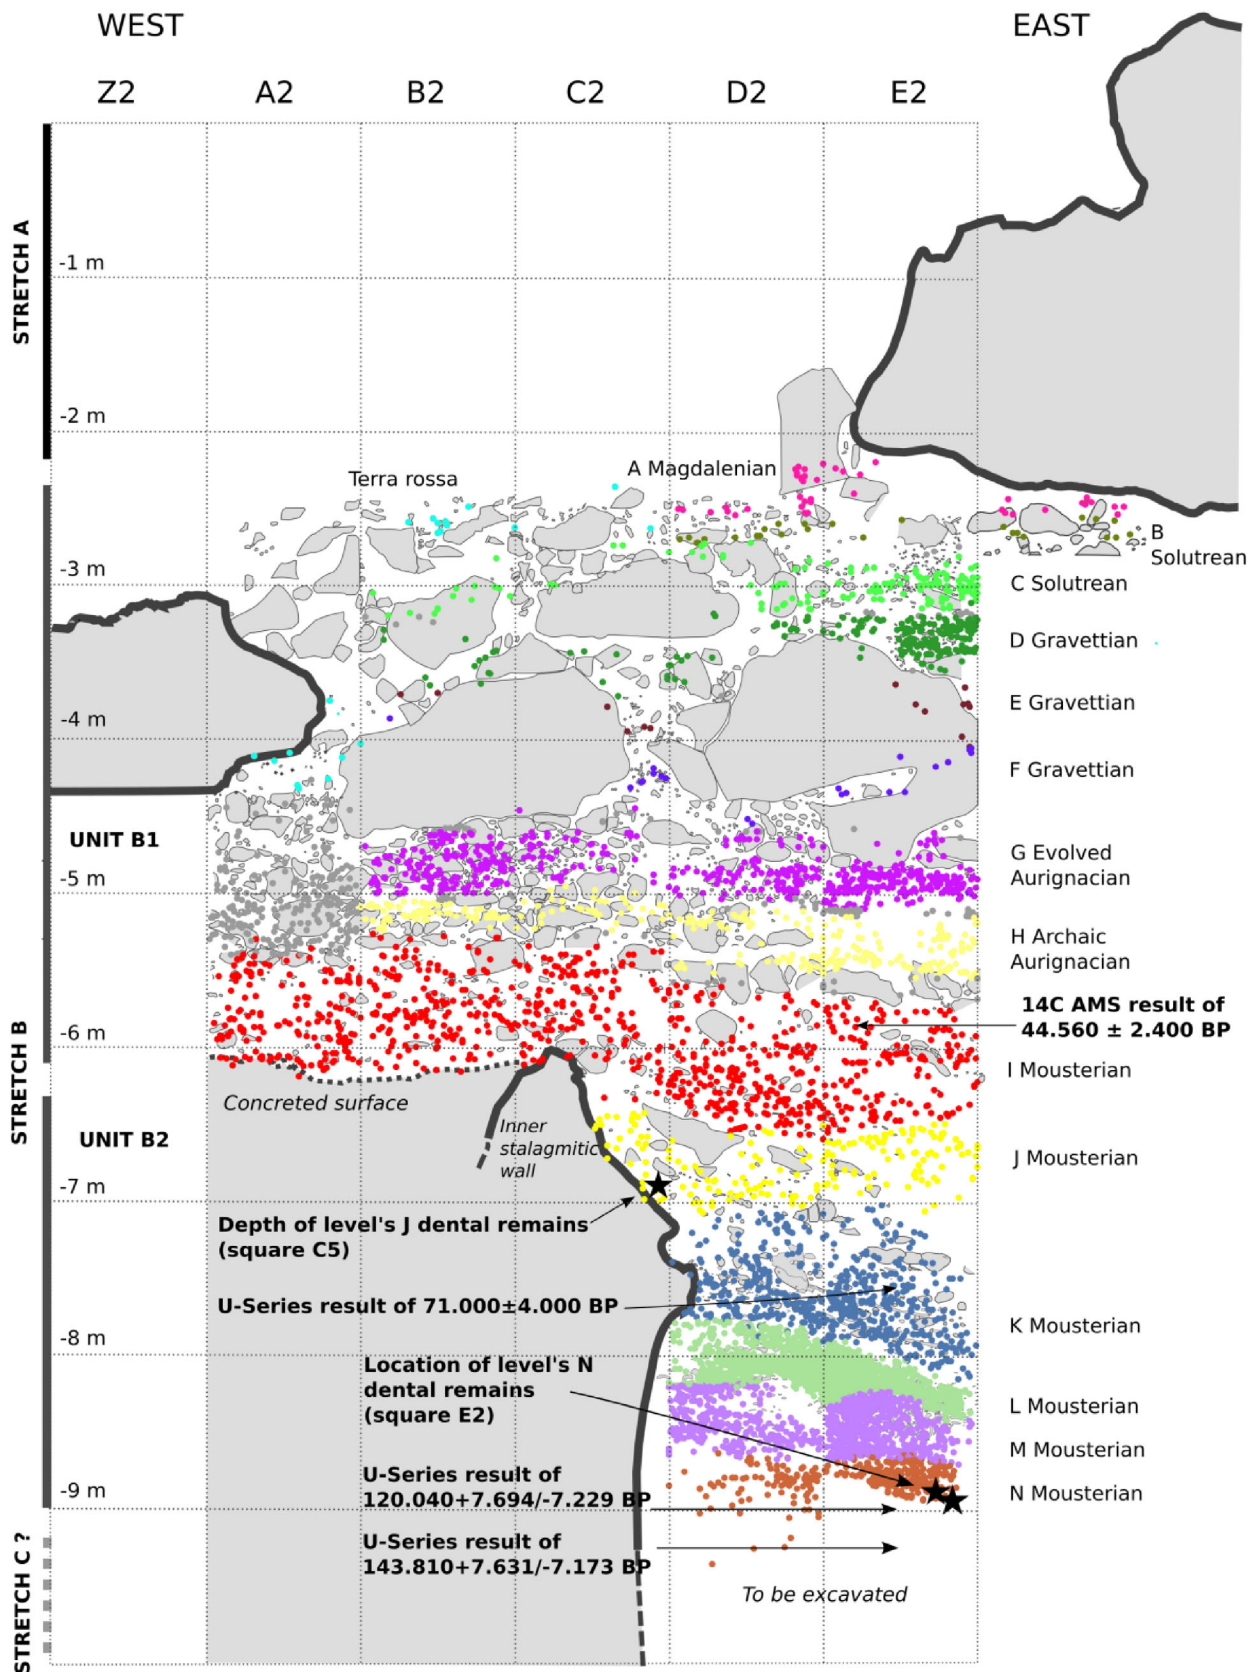 WEST
EAST
Z2
A2
B2
C2
D2
E2
STRETCH A
-1 m
-2 m
Terra rossa
A Magdalenian
B
Solutrean
-3 m
C Solutrean
D Gravettian
E Gravettian
-4 m
F Gravettian
UNIT B1
G Evolved
Aurignacian
-5 m
H Archaic
Aurignacian
14C AMS result of
44.560 ± 2.400 BP
-6 m
I Mousterian
STRETCH B
Concreted surface
UNIT B2
Inner
stalagmitic
wall
J Mousterian
-7 m
Depth of level's J dental remains
(square C5)
U-Series result of 71.000±4.000 BP
K Mousterian
-8 m
Location of level's N
dental remains
(square E2)
L Mousterian
M Mousterian
U-Series result of
120.040+7.694/-7.229 BP
-9 m
N Mousterian
U-Series result of
143.810+7.631/-7.173 BP
STRETCH C ?
To be excavated